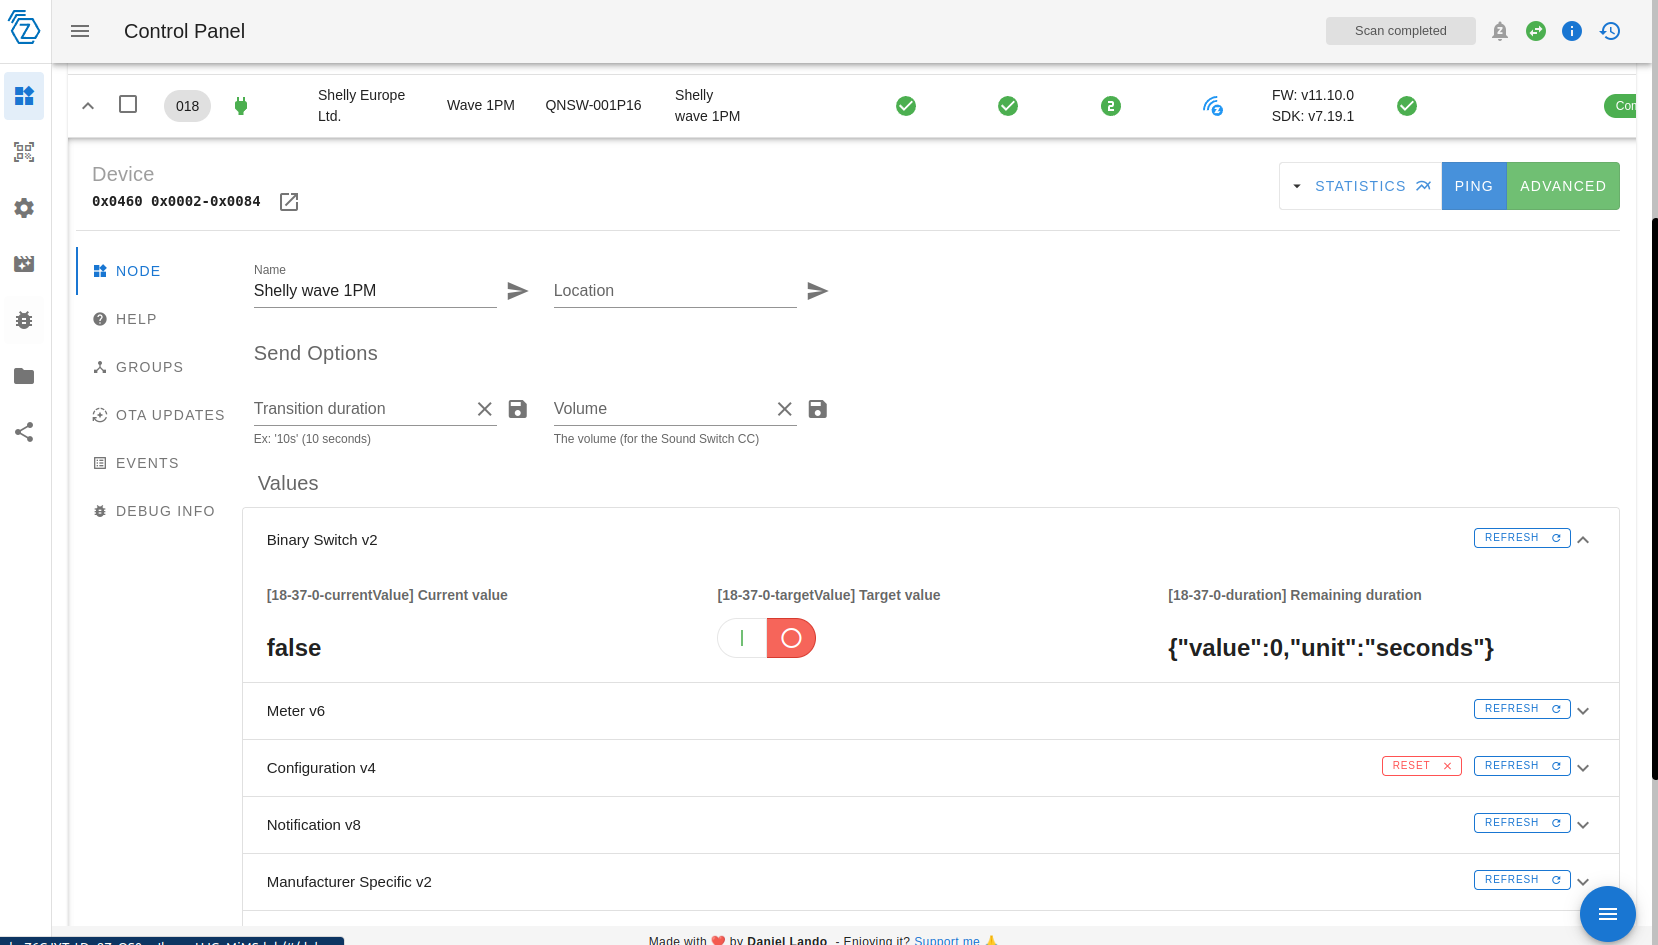 Control Panel
Scan completed
018
Shelly Europe
Ltd.
Wave 1PM
QNSW-001P16
Shelly
wave 1PM
2
FW: v11.10.0
SDK: v7.19.1
Device
0x0460 0x0002-0x0084
STATISTICS
PING
ADVANCED
NODE
HELP
GROUPS
OTA UPDATES
EVENTS
DEBUG INFO
Name
Shelly wave 1PM
Location
Send Options
Transition duration
Ex: '10s' (10 seconds)
Volume
The volume (for the Sound Switch CC)
Values
Binary Switch v2
REFRESH
[18-37-0-currentValue] Current value
false
[18-37-0-targetValue] Target value
[18-37-0-duration] Remaining duration
{"value":0,"unit":"seconds"}
Meter v6
REFRESH
Configuration v4
RESET
REFRESH
Notification v8
REFRESH
Manufacturer Specific v2
REFRESH
Made with ❤️ by Daniel Lando - Enjoying it? Support me 🙏